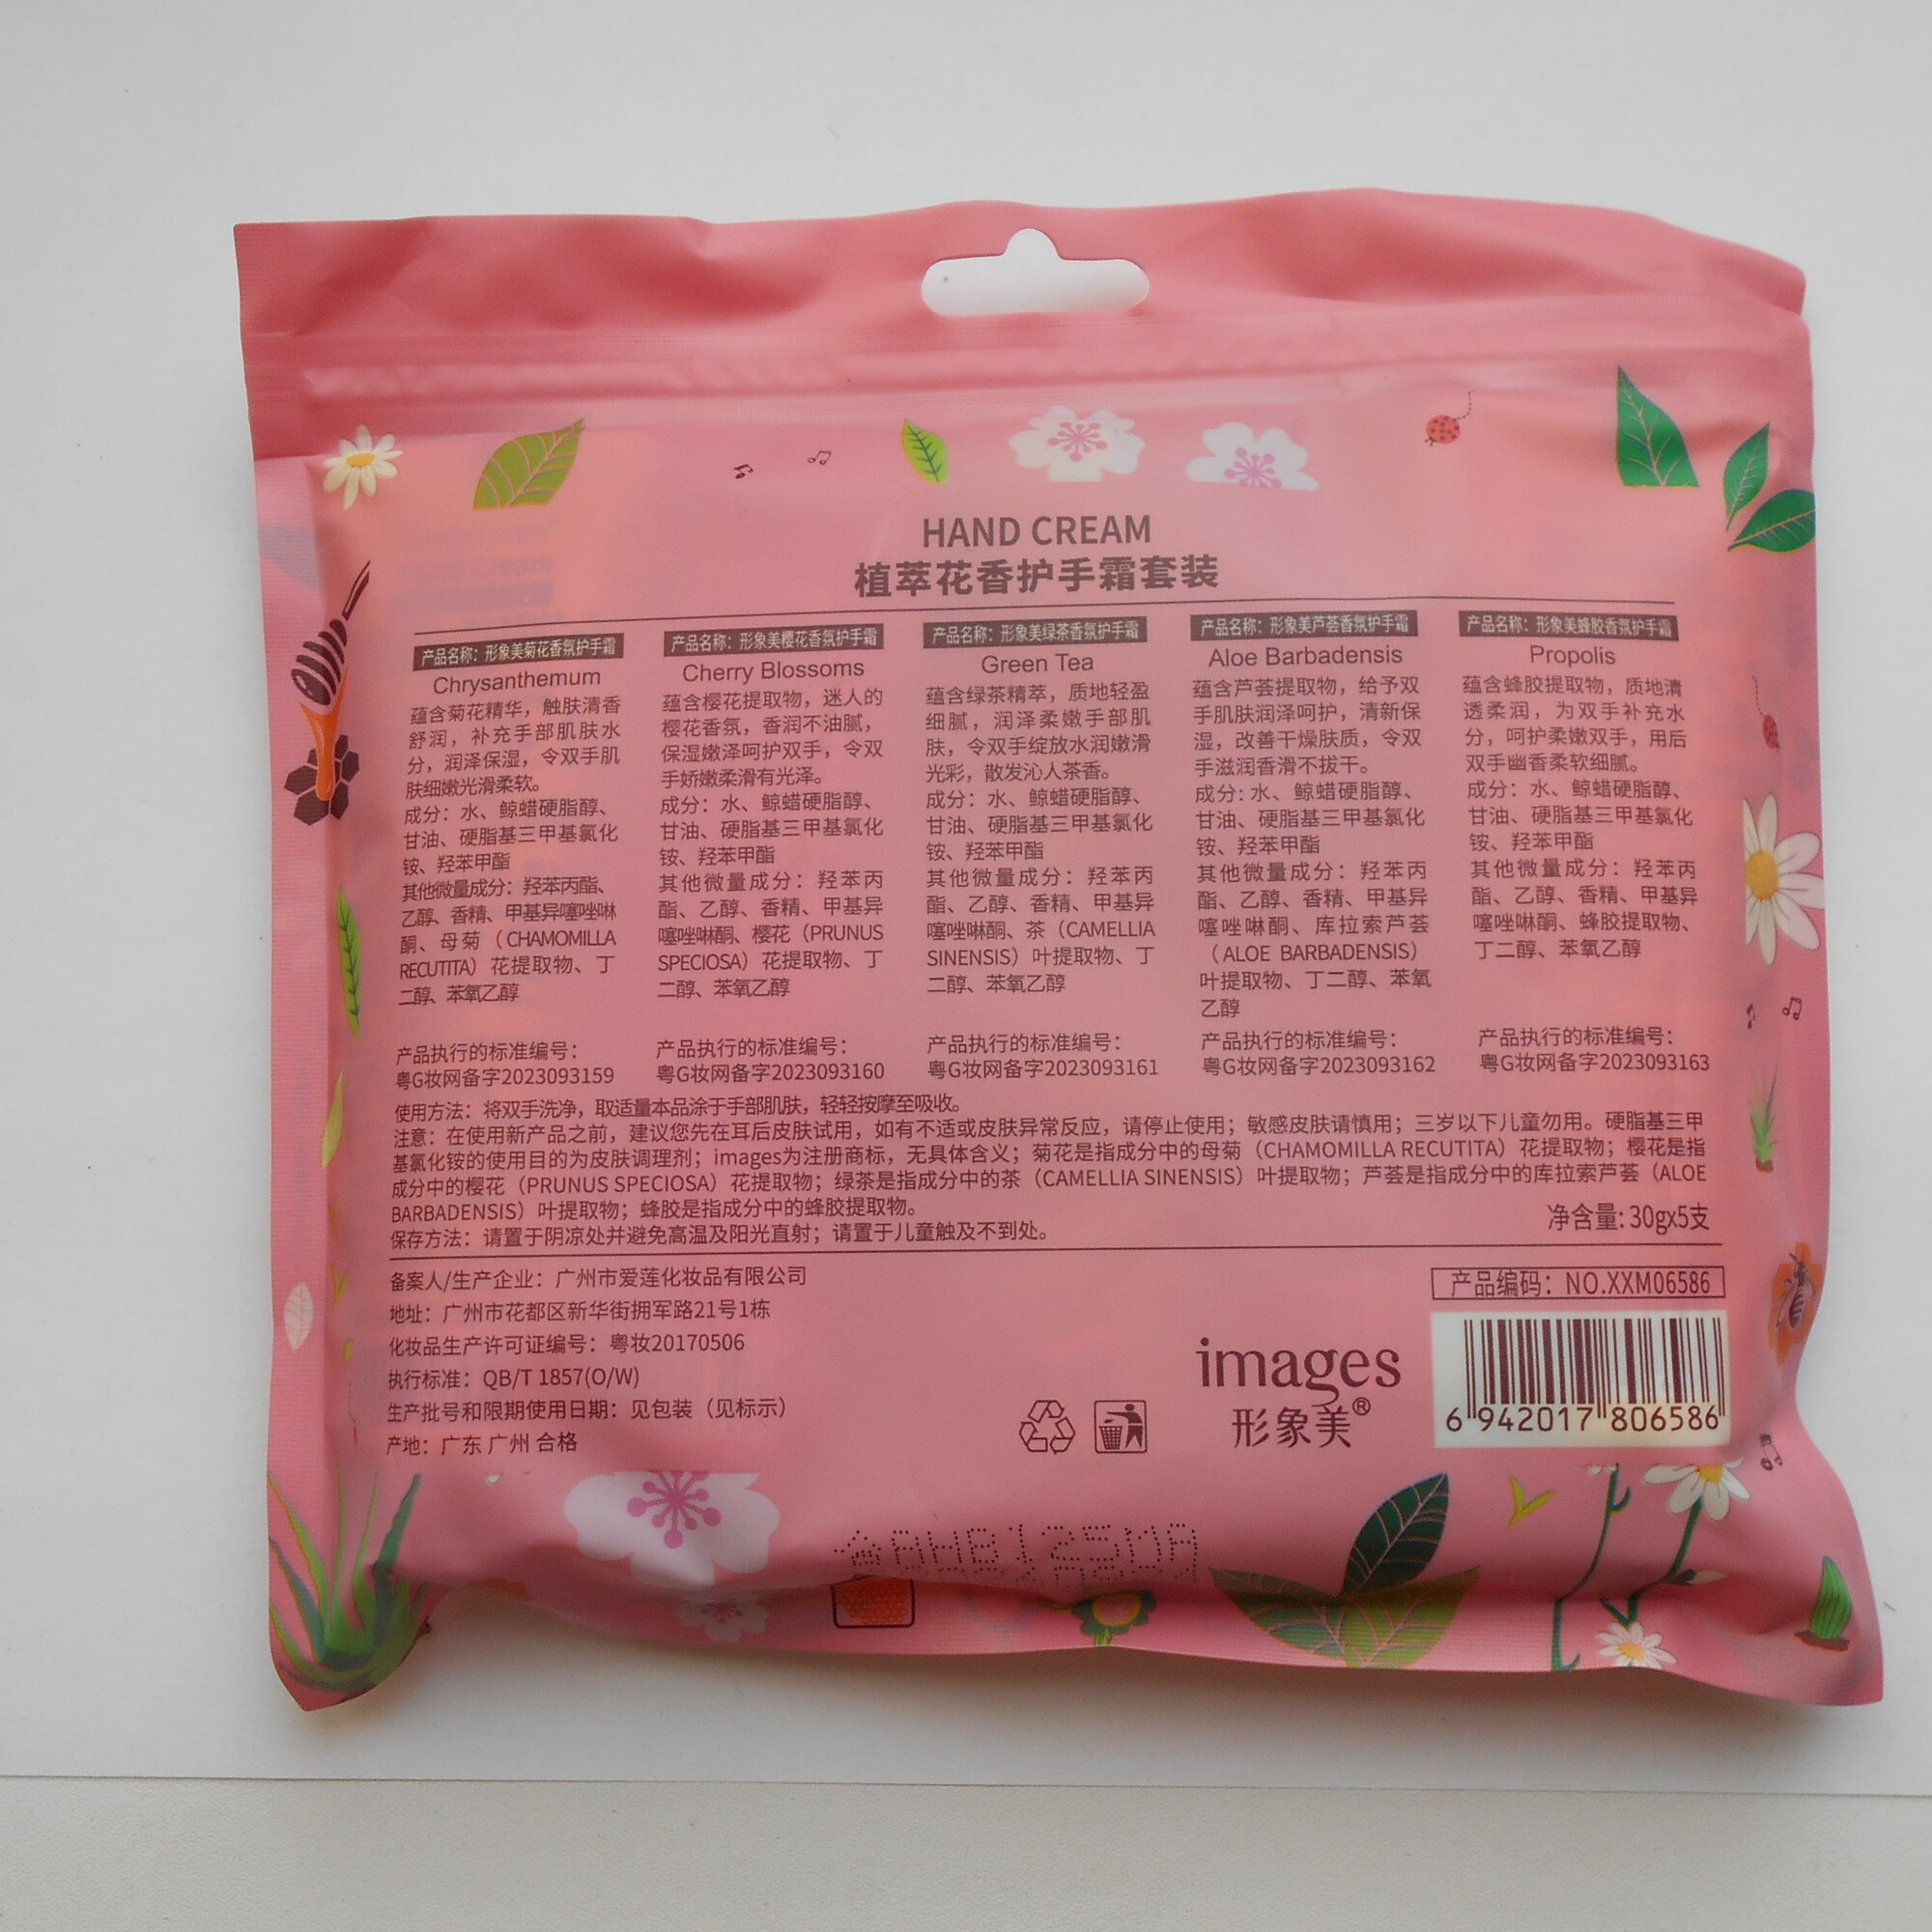 HAND CREAM
植萃花香护手霜套装
产品名称：形象美菊花香氛护手霜
Chrysanthemum
蕴含菊花精华，触肤清香
舒润，补充手部肌肤水
分，润泽保湿，令双手肌
肤细嫩光滑柔软。
成分：水、鲸蜡硬脂醇、
甘油、硬脂基三甲基氯化
铵、羟苯甲酯
其他微量成分：羟苯丙酯、
乙醇、香精、甲基异噻唑啉
酮、母菊（CHAMOMILLA
RECUTITA）花提取物、丁
二醇、苯氧乙醇
产品执行的标准编号：
粤G妆网备字2023093159
产品名称：形象美樱花香氛护手霜
Cherry Blossoms
蕴含樱花提取物，迷人的
樱花香氛，香润不油腻，
保湿嫩泽呵护双手，令双
手娇嫩柔滑有光泽。
成分：水、鲸蜡硬脂醇、
甘油、硬脂基三甲基氯化
铵、羟苯甲酯
其他微量成分：羟苯丙
酯、乙醇、香精、甲基异
噻唑啉酮、樱花（PRUNUS
SPECIOSA）花提取物、丁
二醇、苯氧乙醇
产品执行的标准编号：
粤G妆网备字2023093160
产品名称：形象美绿茶香氛护手霜
Green Tea
蕴含绿茶精萃，质地轻盈
细腻，润泽柔嫩手部肌
肤，令双手绽放水润嫩滑
光彩，散发沁人茶香。
成分：水、鲸蜡硬脂醇、
甘油、硬脂基三甲基氯化
铵、羟苯甲酯
其他微量成分：羟苯丙
酯、乙醇、香精、甲基异
噻唑啉酮、茶（CAMELLIA
SINENSIS）叶提取物、丁
二醇、苯氧乙醇
产品执行的标准编号：
粤G妆网备字2023093161
产品名称：形象美芦荟香氛护手霜
Aloe Barbadensis
蕴含芦荟提取物，给予双
手肌肤润泽呵护，清新保
湿，改善干燥肤质，令双
手滋润香滑不拔干。
成分：水、鲸蜡硬脂醇、
甘油、硬脂基三甲基氯化
铵、羟苯甲酯
其他微量成分：羟苯丙
酯、乙醇、香精、甲基异
噻唑啉酮、库拉索芦荟
（ALOE BARBADENSIS）
叶提取物、丁二醇、苯氧
乙醇
产品执行的标准编号：
粤G妆网备字2023093162
产品名称：形象美蜂胶香氛护手霜
Propolis
蕴含蜂胶提取物，质地清
透柔润，为双手补充水
分，呵护柔嫩双手，用后
双手幽香柔软细腻。
成分：水、鲸蜡硬脂醇、
甘油、硬脂基三甲基氯化
铵、羟苯甲酯
其他微量成分：羟苯丙
酯、乙醇、香精、甲基异
噻唑啉酮、蜂胶提取物、
丁二醇、苯氧乙醇
产品执行的标准编号：
粤G妆网备字2023093163
使用方法：将双手洗净，取适量本品涂于手部肌肤，轻轻按摩至吸收。
注意：在使用新产品之前，建议您先在耳后皮肤试用，如有不适或皮肤异常反应，请停止使用；敏感皮肤请慎用；三岁以下儿童勿用。硬脂基三甲
基氯化铵的使用目的为皮肤调理剂；images为注册商标，无具体含义；菊花是指成分中的母菊（CHAMOMILLA RECUTITA）花提取物；樱花是指
成分中的樱花（PRUNUS SPECIOSA）花提取物；绿茶是指成分中的茶（CAMELLIA SINENSIS）叶提取物；芦荟是指成分中的库拉索芦荟（ALOE
BARBADENSIS）叶提取物；蜂胶是指成分中的蜂胶提取物。
净含量: 30gx5支
保存方法：请置于阴凉处并避免高温及阳光直射；请置于儿童触及不到处。
备案人/生产企业：广州市爱莲化妆品有限公司
地址：广州市花都区新华街拥军路21号1栋
化妆品生产许可证编号：粤妆20170506
执行标准：QB/T 1857(O/W)
生产批号和限期使用日期：见包装（见标示）
产地：广东 广州 合格
images
形象美®
产品编码：NO.XXM06586
6 942017 806586